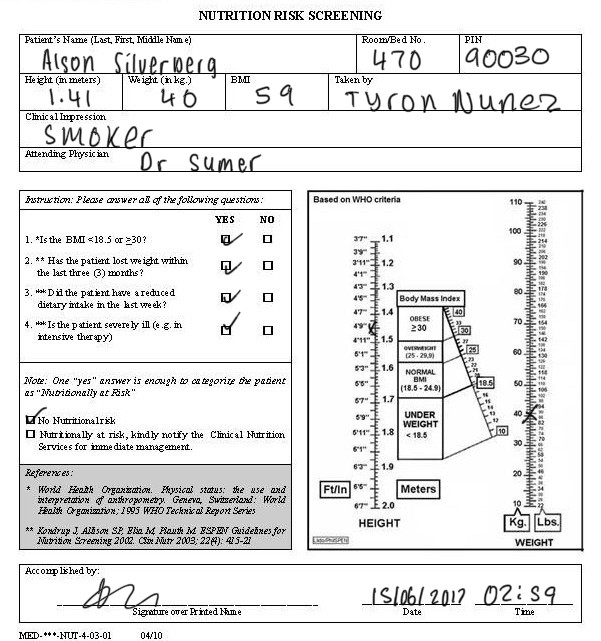 NUTRITION RISK SCREENING
Patient's Name (Last, First, Middle Name)
Room/Bed No.
PIN
Alson Silverberg
470
90030
Height (in meters)
Weight (in kg.)
BMI
Taken by
1.41
40
59
Tyron Nunez
Clinical Impression
SMOKER
Attending Physician
Dr Sumer
Instruction: Please answer all of the following questions:
YES NO
1. *Is the BMI <18.5 or ≥30?
2. ** Has the patient lost weight within
the last three (3) months?
3. **Did the patient have a reduced
dietary intake in the last week?
4. **Is the patient severely ill (e.g. in
intensive therapy)
Note: One "yes" answer is enough to categorize the patient
as "Nutritionally at Risk"
No Nutritional risk
Nutritionally at risk, kindly notify the Clinical Nutrition
Services for immediate management.
References:
* World Health Organization. Physical status: the use and
interpretation of anthropometry. Geneva, Switzerland: World
Health Organization; 1995 WHO Technical Report Series
** Kondrup J, Allison SP, Elia M, Plauth M. ESPEN Guidelines for
Nutrition Screening 2002. Clin Nutr 2003; 22(4): 415-21
Based on WHO criteria
3'7" 1.1
3'9"
3'11" 1.2
4'1"
4'3" 1.3
4'5"
4'7" 1.4
4'9"
4'11" 1.5
5'1"
5'3" 1.6
5'5"
5'7" 1.7
5'9"
5'11" 1.8
6'1"
6'3" 1.9
6'5"
6'7" 2.0
Ft/In
Meters
HEIGHT
Body Mass Index
OBESE
≥30
OVERWEIGHT
(25 - 29,9)
NORMAL
BMI
(18.5 - 24.9)
UNDER
WEIGHT
< 18.5
40
30
25
18.5
10
110
100
90
80
70
60
50
40
30
20
10
Kg.
Lbs.
WEIGHT
Accomplished by:
Signature over Printed Name
15/06/2017
02:59
Date
Time
MED-***-NUT-4-03-01 04/10